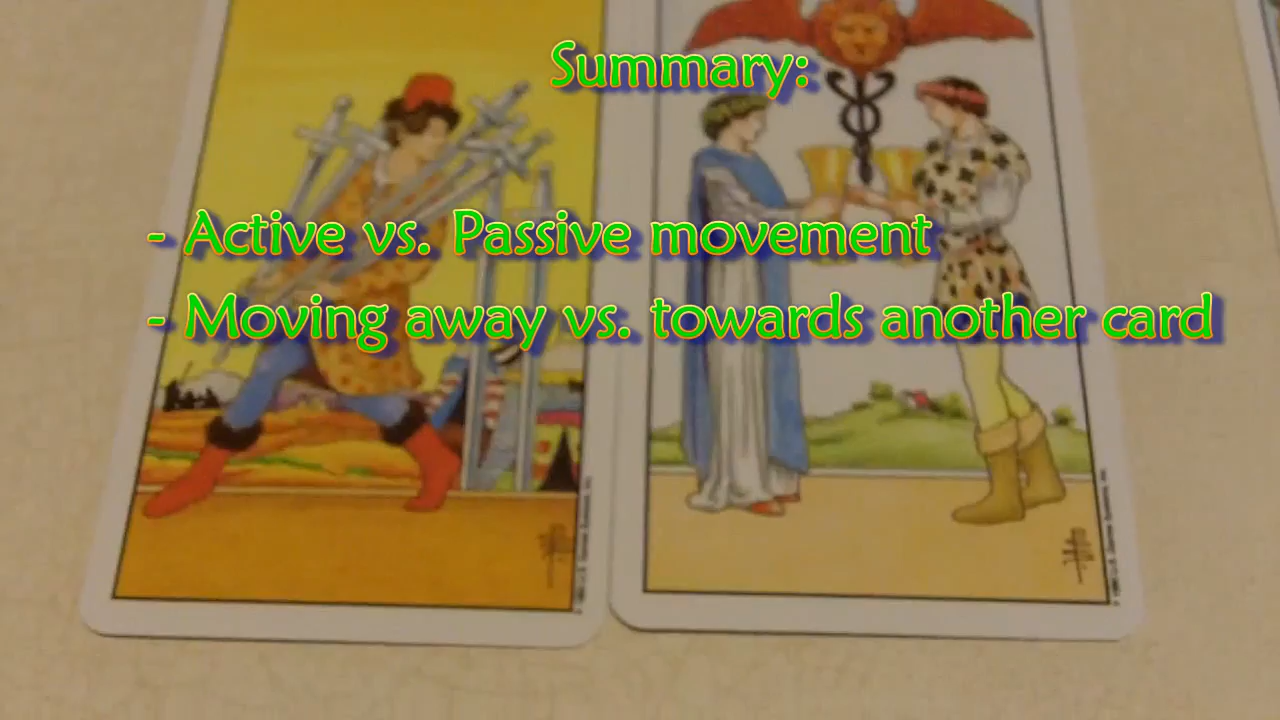 Summary:
- Active vs. Passive movement
- Moving away vs. towards another card